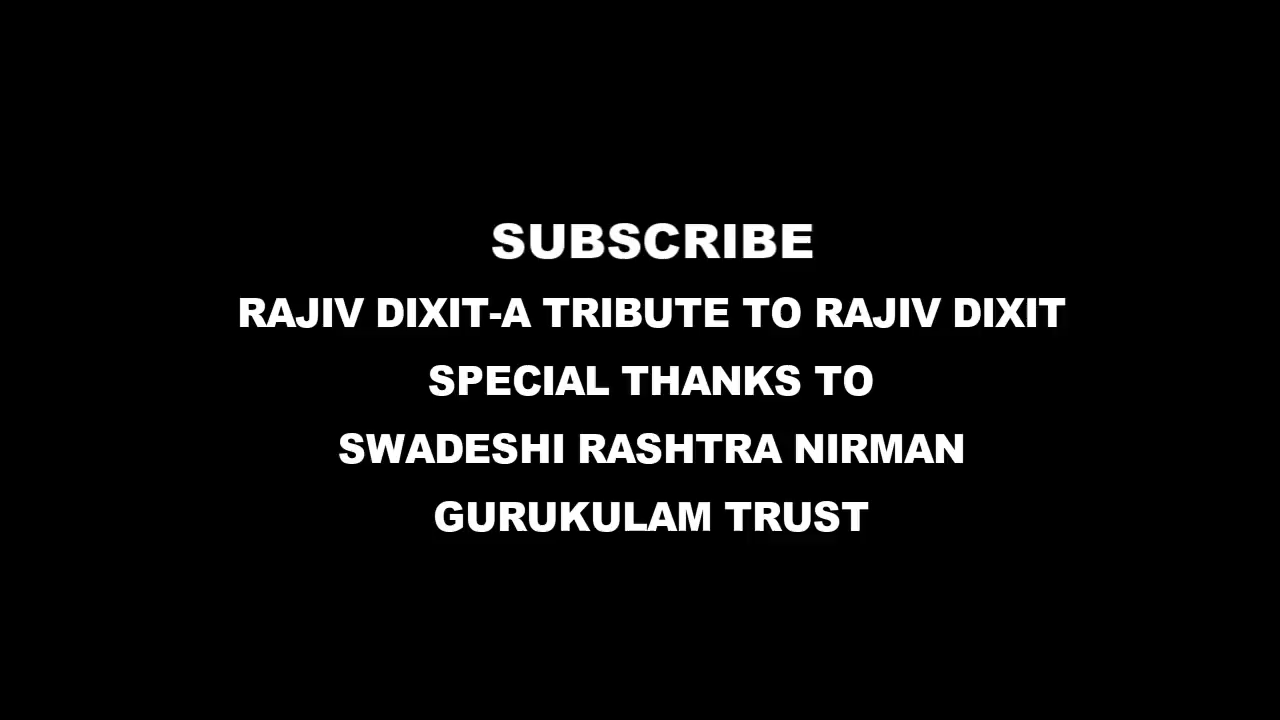 SUBSCRIBE
RAJIV DIXIT-A TRIBUTE TO RAJIV DIXIT
SPECIAL THANKS TO
SWADESHI RASHTRA NIRMAN
GURUKULAM TRUST